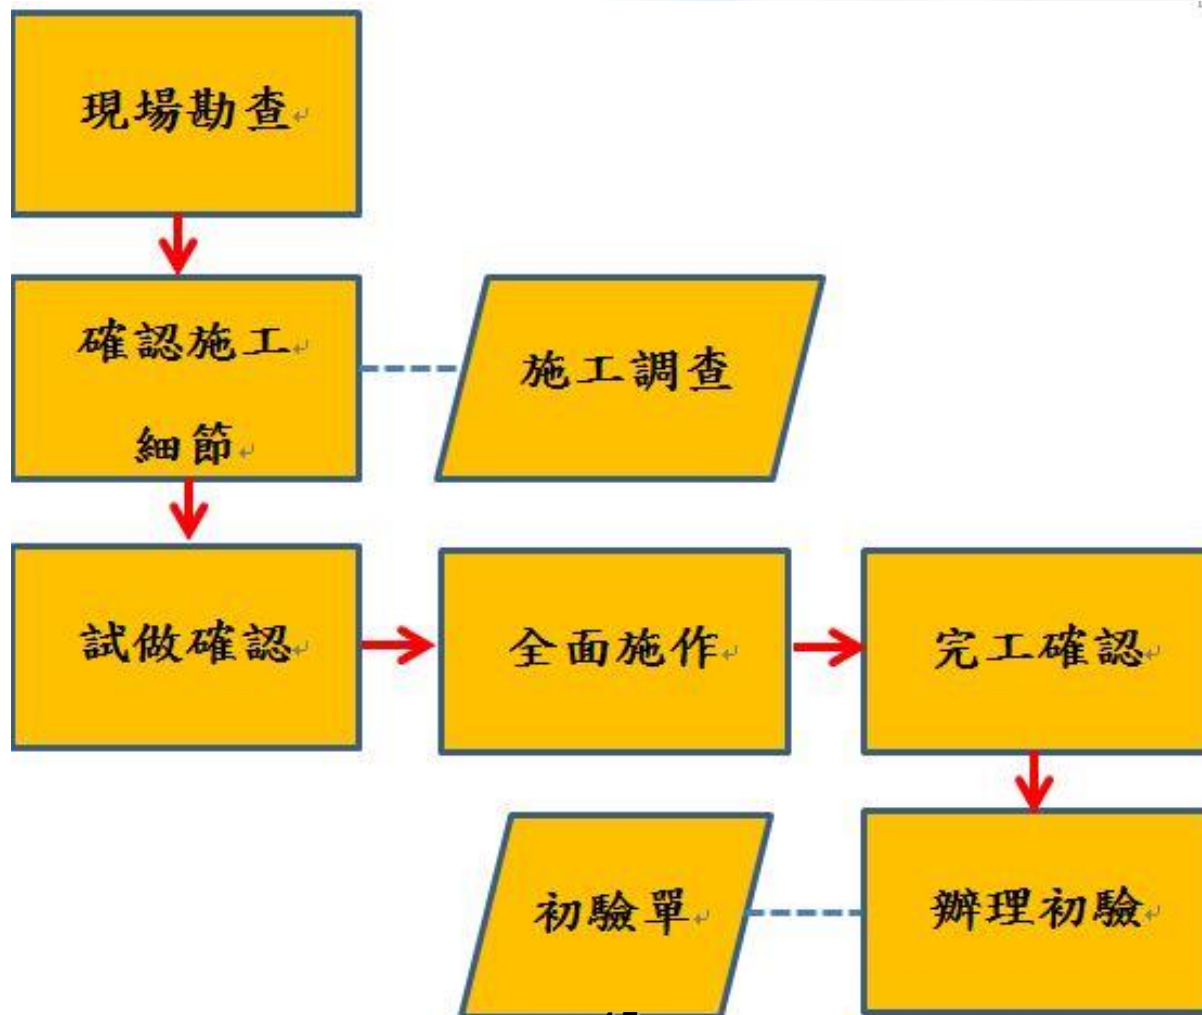 現場勘查
確認施工
細節
施工調查
試做確認
全面施作
完工確認
初驗單
辦理初驗